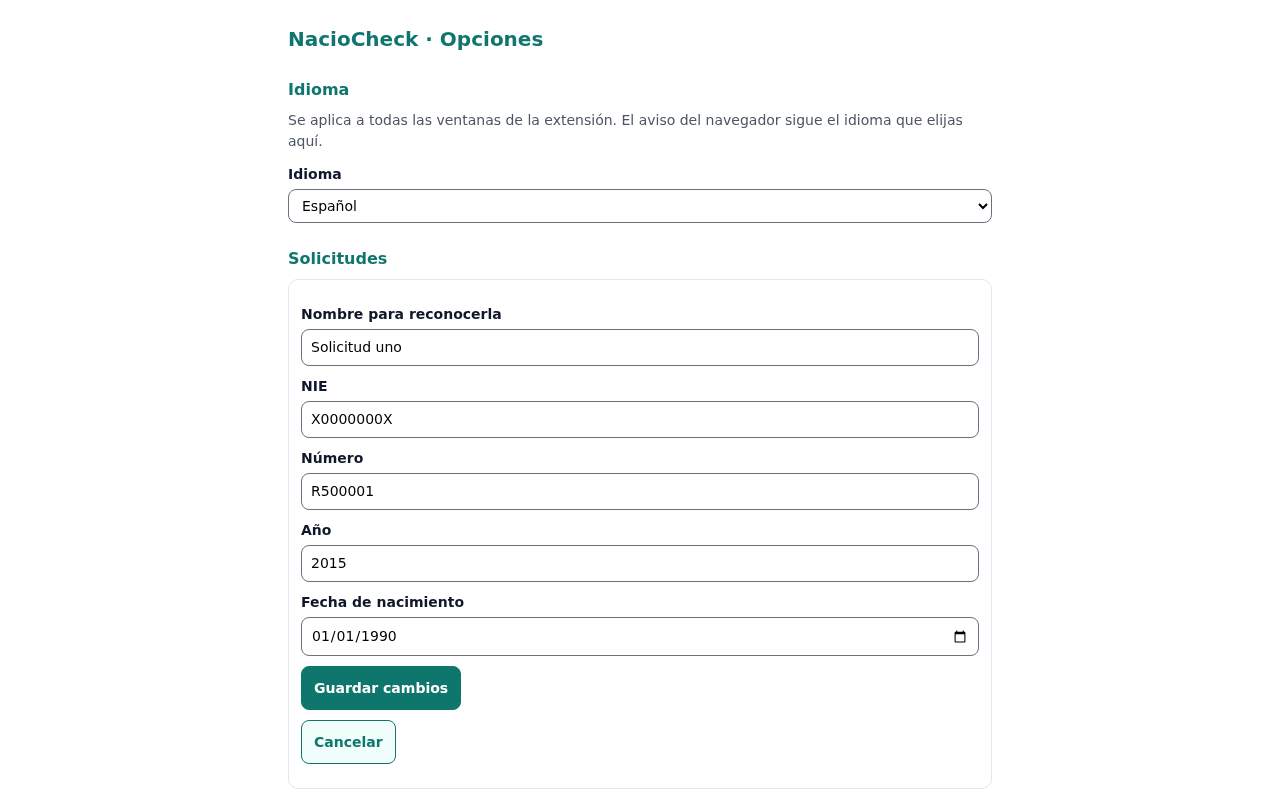 NacioCheck · Opciones
Idioma
Se aplica a todas las ventanas de la extensión. El aviso del navegador sigue el idioma que elijas
aquí.
Idioma
Español
Solicitudes
Nombre para reconocerla
Solicitud uno
NIE
X0000000X
Número
R500001
Año
2015
Fecha de nacimiento
01/01/1990
Guardar cambios
Cancelar